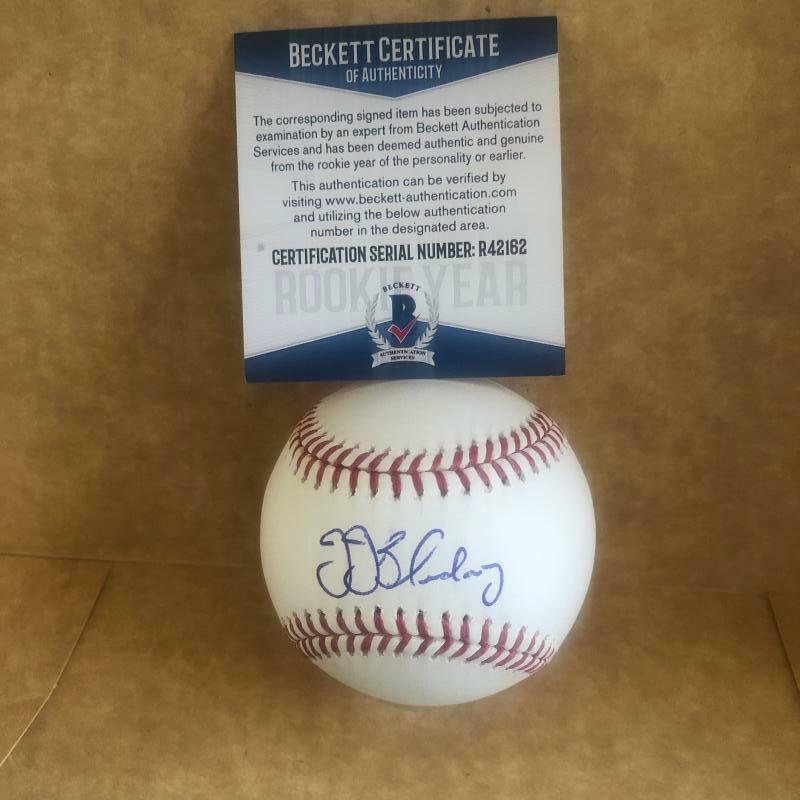 BECKETT CERTIFICATE
OF AUTHENTICITY
The corresponding signed item has been subjected to
examination by an expert from Beckett Authentication
Services and has been deemed authentic and genuine
from the rookie year of the personality or earlier.
This authentication can be verified by
visiting www.beckett-authentication.com
and utilizing the below authentication
number in the designated area.
CERTIFICATION SERIAL NUMBER: R42162
ROOKIE YEAR
BECKETT
B
AUTHENTICATION
SERVICES
JJ Bleday